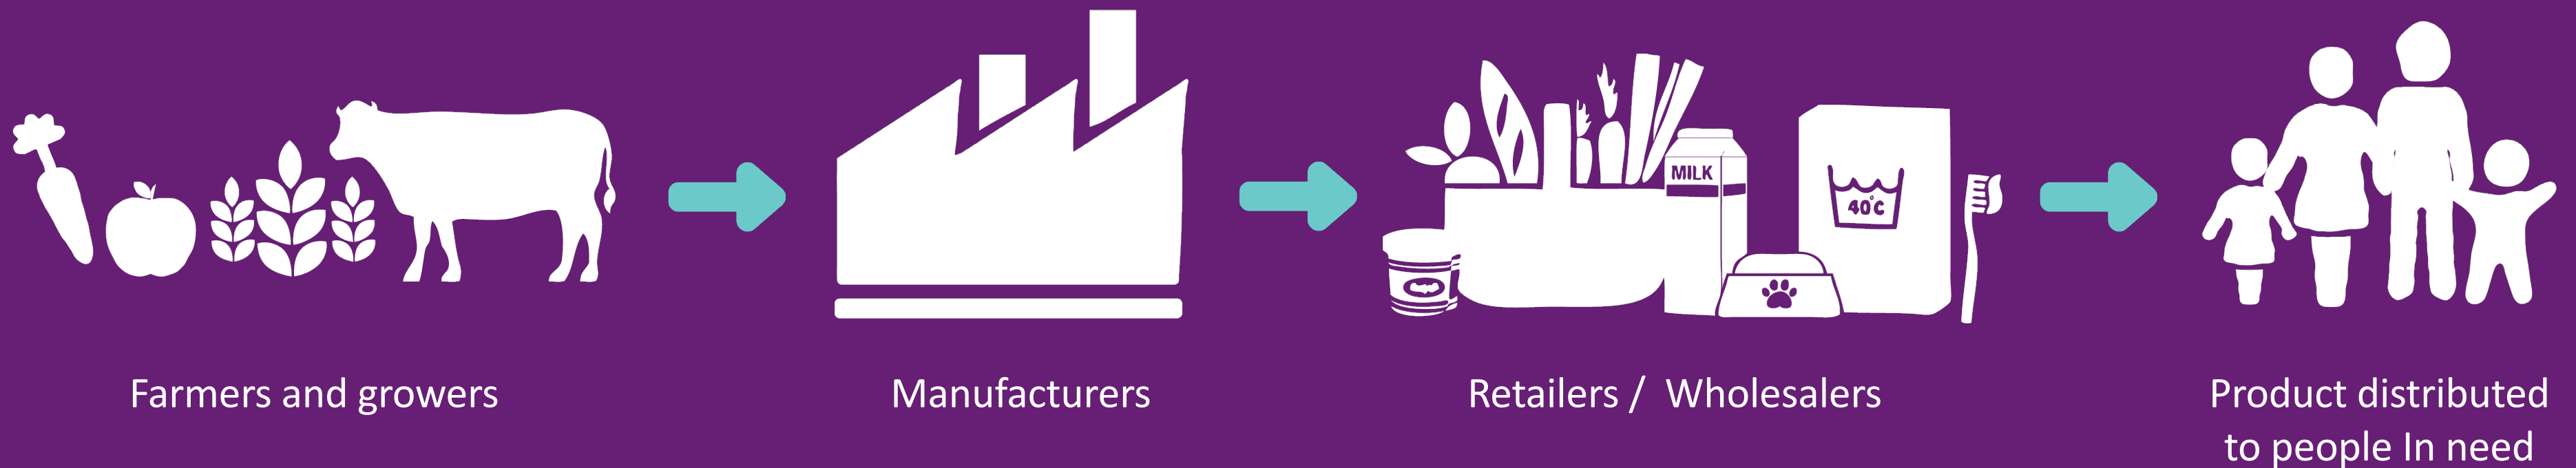 MILK
40°C
Farmers and growers
Manufacturers
Retailers /  Wholesalers
Product distributed
to people In need